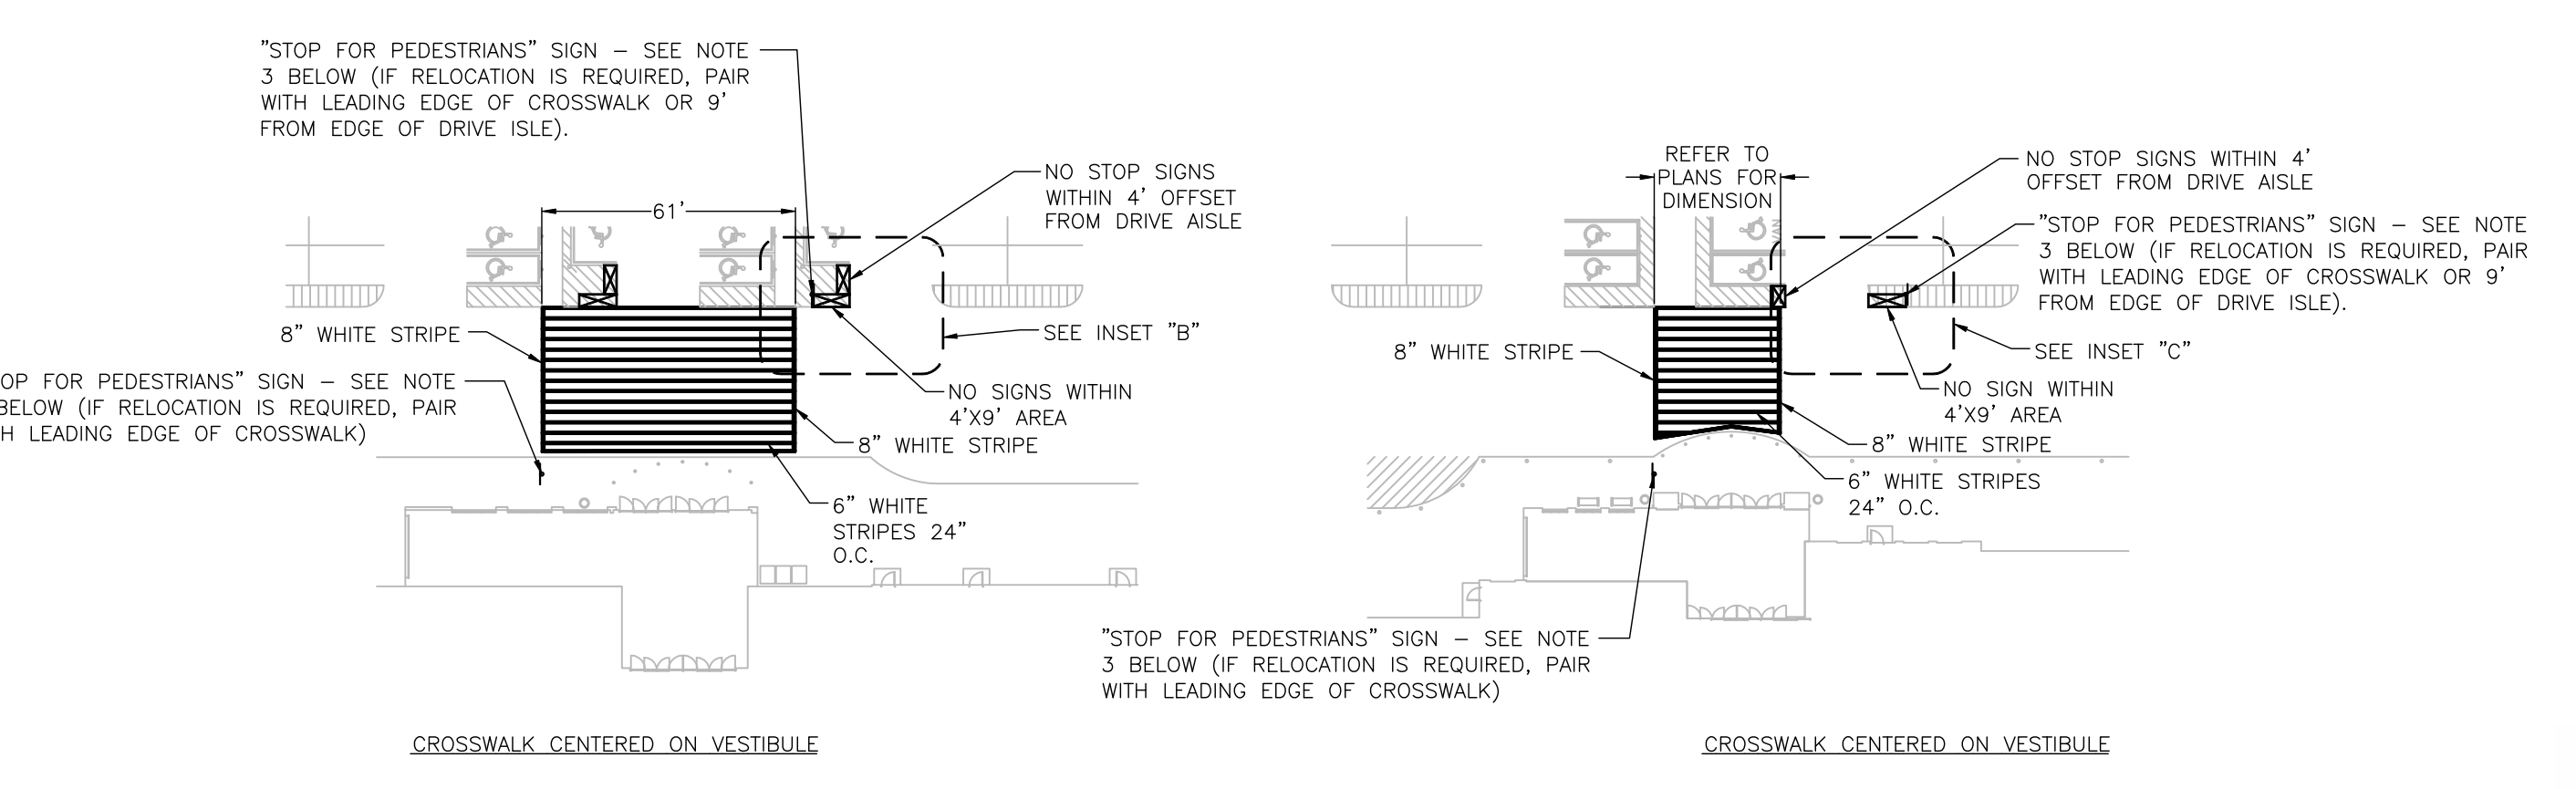 "STOP FOR PEDESTRIANS" SIGN – SEE NOTE
3 BELOW (IF RELOCATION IS REQUIRED, PAIR
WITH LEADING EDGE OF CROSSWALK OR 9'
FROM EDGE OF DRIVE ISLE).
NO STOP SIGNS
WITHIN 4' OFFSET
FROM DRIVE AISLE
61'
8" WHITE STRIPE
SEE INSET "B"
OP FOR PEDESTRIANS" SIGN – SEE NOTE
BELOW (IF RELOCATION IS REQUIRED, PAIR
H LEADING EDGE OF CROSSWALK)
NO SIGNS WITHIN
4'X9' AREA
8" WHITE STRIPE
6" WHITE
STRIPES 24"
O.C.
CROSSWALK CENTERED ON VESTIBULE
REFER TO
PLANS FOR
DIMENSION
NO STOP SIGNS WITHIN 4'
OFFSET FROM DRIVE AISLE
"STOP FOR PEDESTRIANS" SIGN – SEE NOTE
3 BELOW (IF RELOCATION IS REQUIRED, PAIR
WITH LEADING EDGE OF CROSSWALK OR 9'
FROM EDGE OF DRIVE ISLE).
VAN
8" WHITE STRIPE
SEE INSET "C"
NO SIGN WITHIN
4'X9' AREA
8" WHITE STRIPE
6" WHITE STRIPES
24" O.C.
"STOP FOR PEDESTRIANS" SIGN – SEE NOTE
3 BELOW (IF RELOCATION IS REQUIRED, PAIR
WITH LEADING EDGE OF CROSSWALK)
CROSSWALK CENTERED ON VESTIBULE